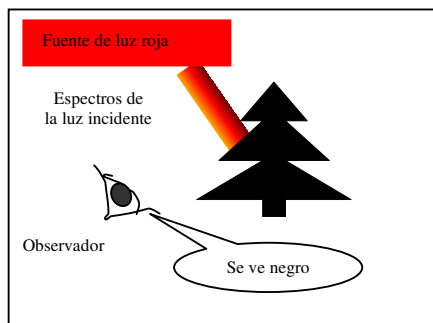 Fuente de luz roja
Espectros de
la luz incidente
Observador
Se ve negro